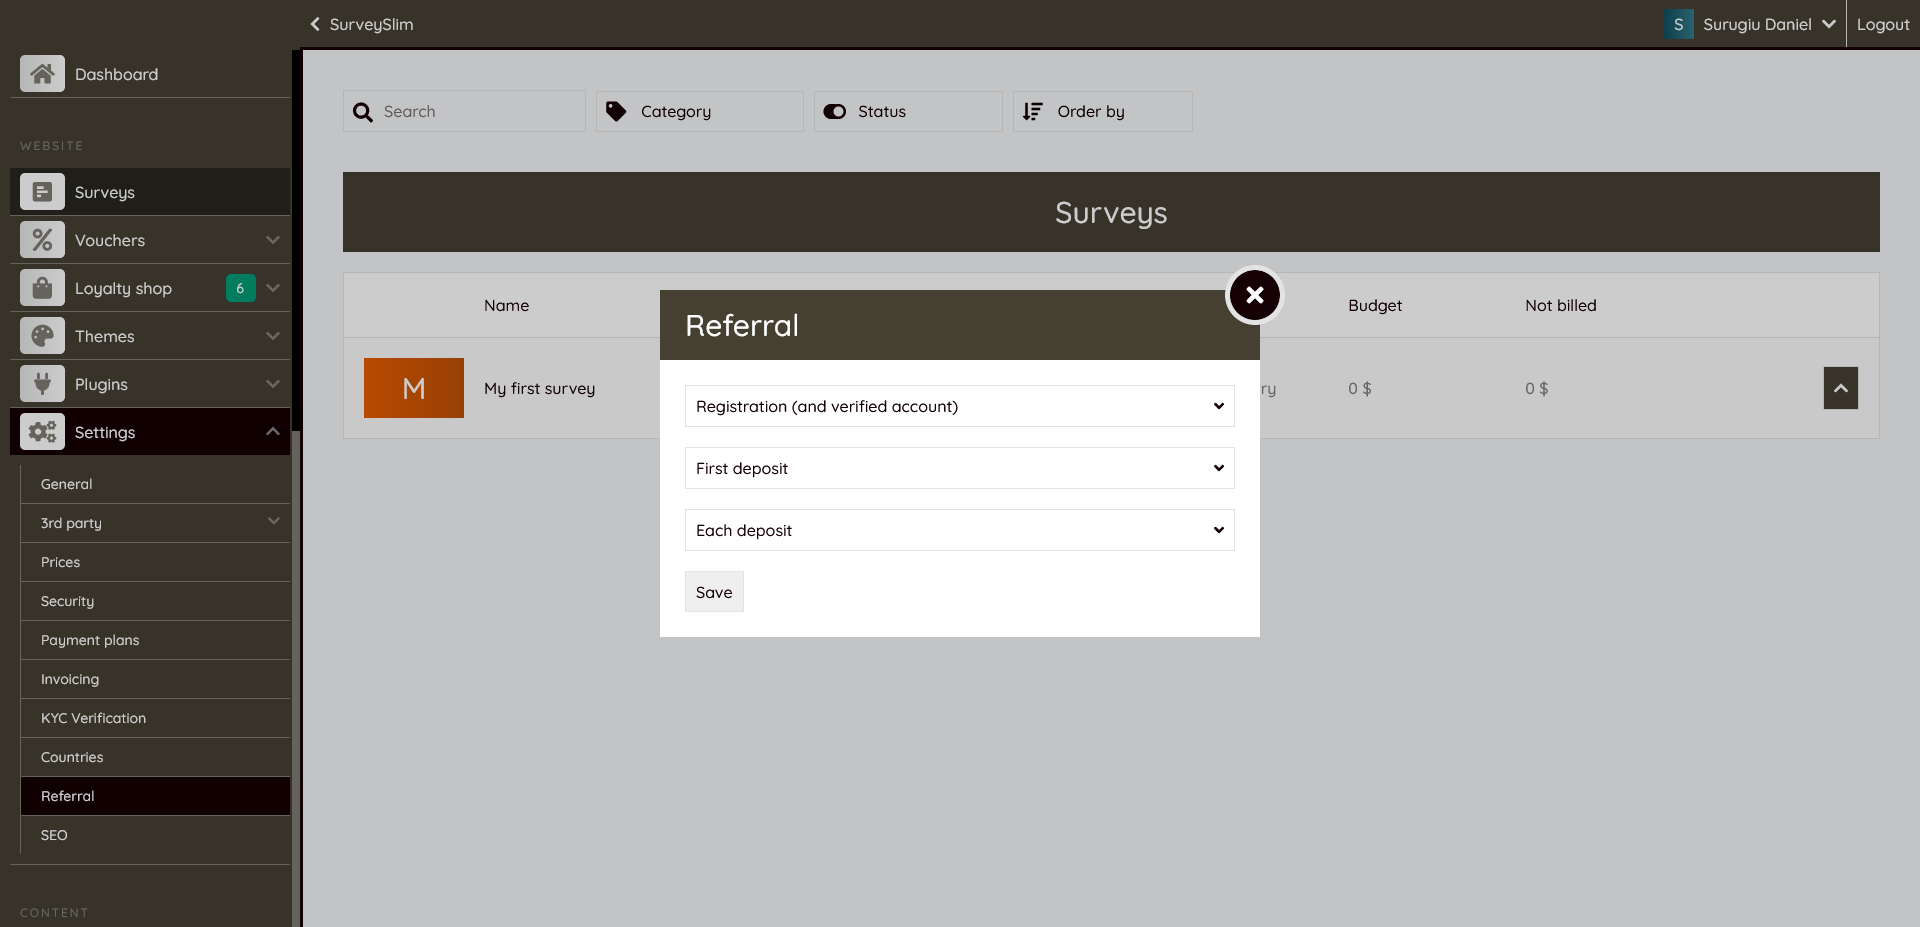 SurveySlim
S Surugiu Daniel Logout
Dashboard
WEBSITE
Surveys
Vouchers
Loyalty shop 6
Themes
Plugins
Settings
General
3rd party
Prices
Security
Payment plans
Invoicing
KYC Verification
Countries
Referral
SEO
CONTENT
Search Category Status Order by
Surveys
Name Budget Not billed
M My first survey ry 0 $ 0 $
Referral
Registration (and verified account)
First deposit
Each deposit
Save